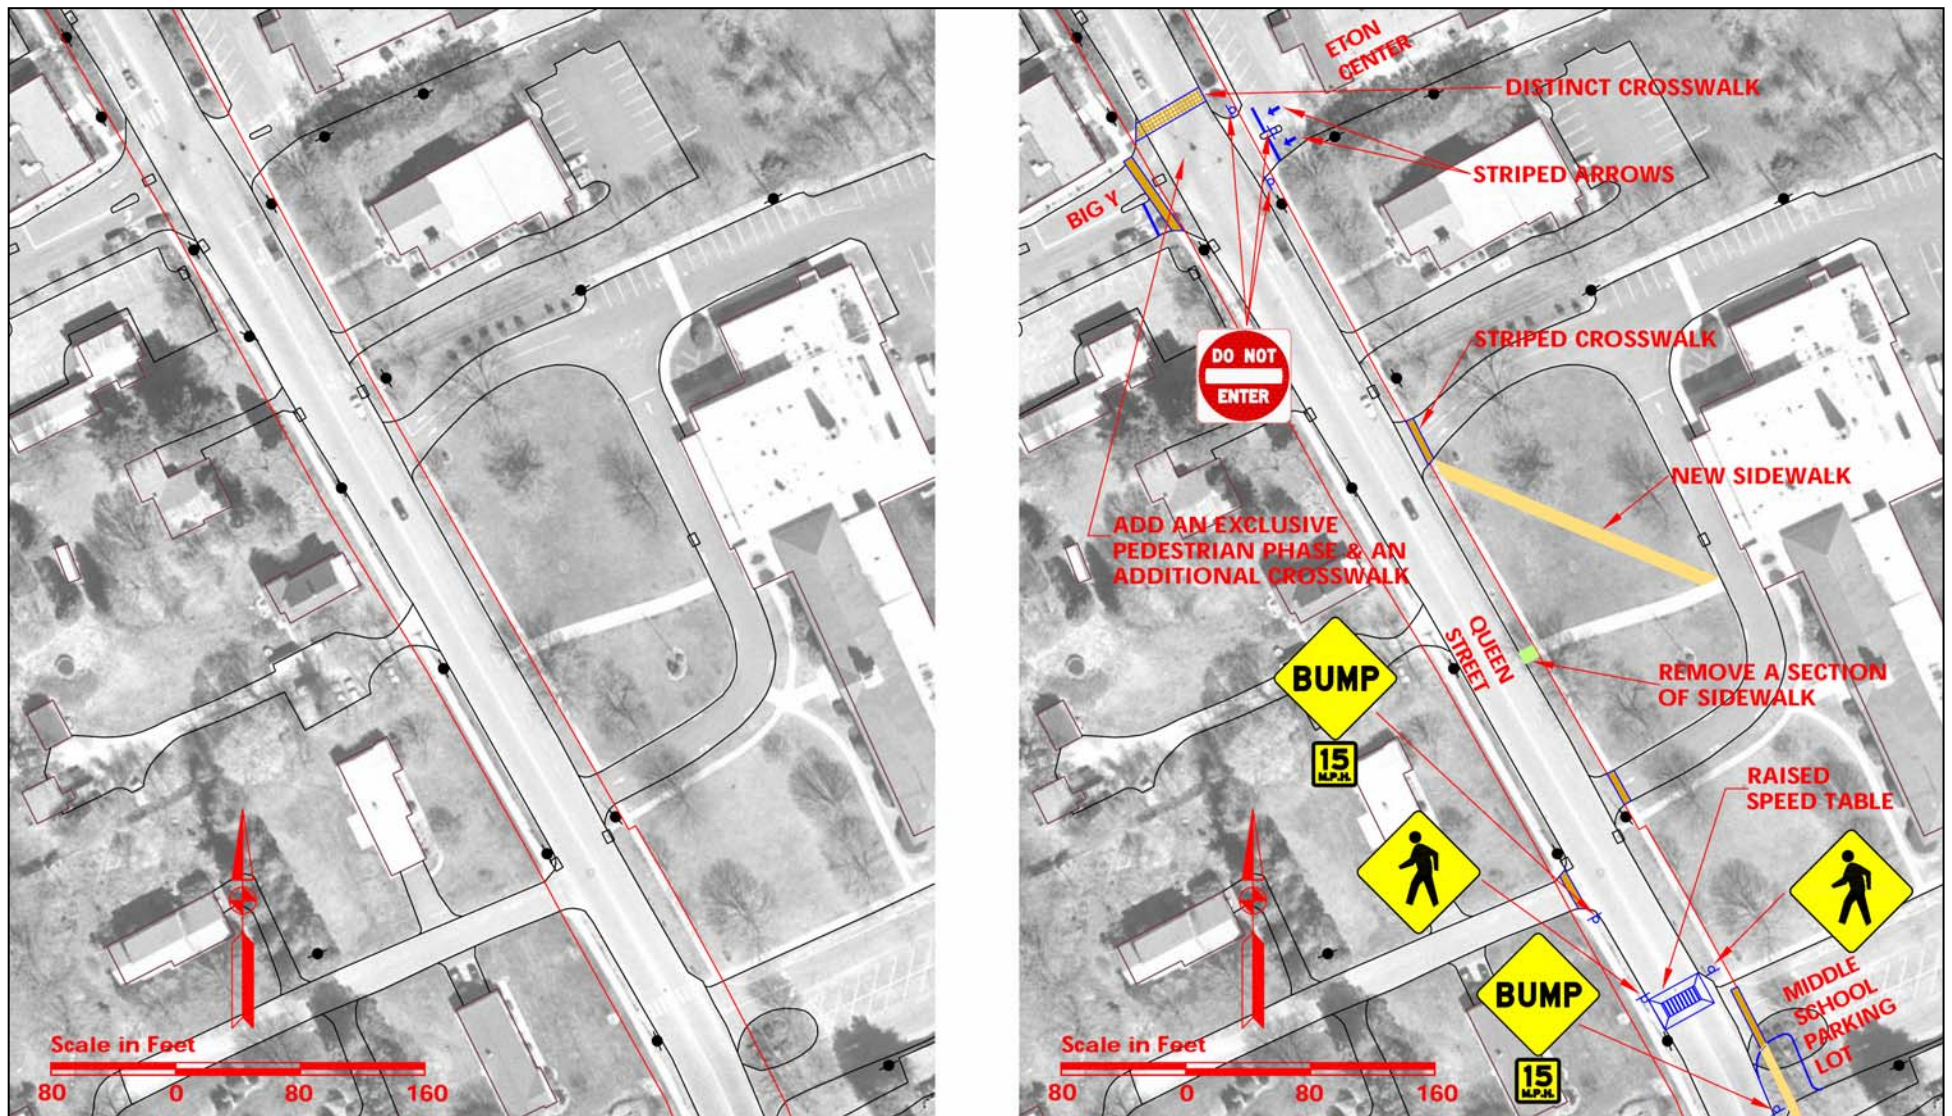 Scale in Feet
80 0 80 160
ETON
CENTER
DISTINCT CROSSWALK
STRIPED ARROWS
BIG Y
DO NOT
ENTER
STRIPED CROSSWALK
NEW SIDEWALK
ADD AN EXCLUSIVE
PEDESTRIAN PHASE & AN
ADDITIONAL CROSSWALK
QUEEN
STREET
REMOVE A SECTION
OF SIDEWALK
BUMP
15
M.P.H.
RAISED
SPEED TABLE
BUMP
15
M.P.H.
MIDDLE
SCHOOL
PARKING
LOT
Scale in Feet
80 0 80 160